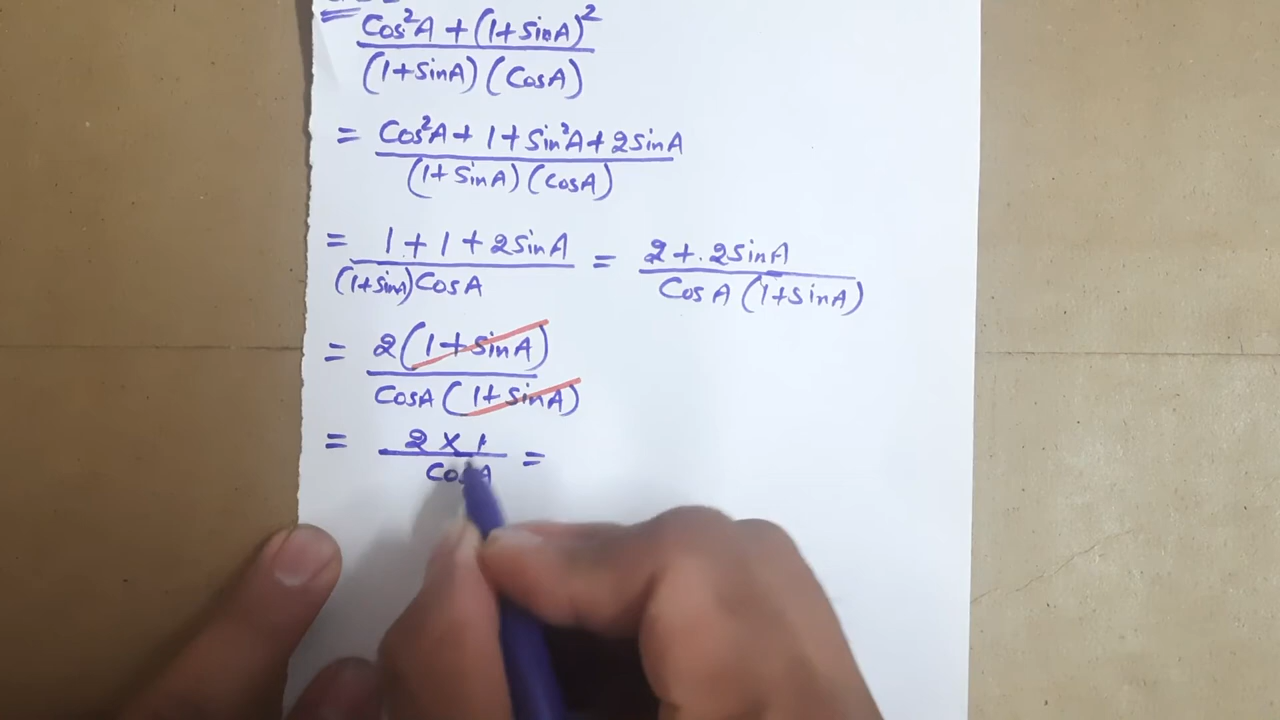 Cos²A + (1+sinA)²
(1+sinA) (CosA)
= Cos²A + 1 + Sin²A + 2sinA
(1+ SinA) (CosA)
= 1 + 1 + 2sinA = 2 + . 2sinA
(1+sinA) CosA CosA (1+sinA)
= 2 (1+sinA)
CosA (1+sinA)
= 2 × 1 =
CosA